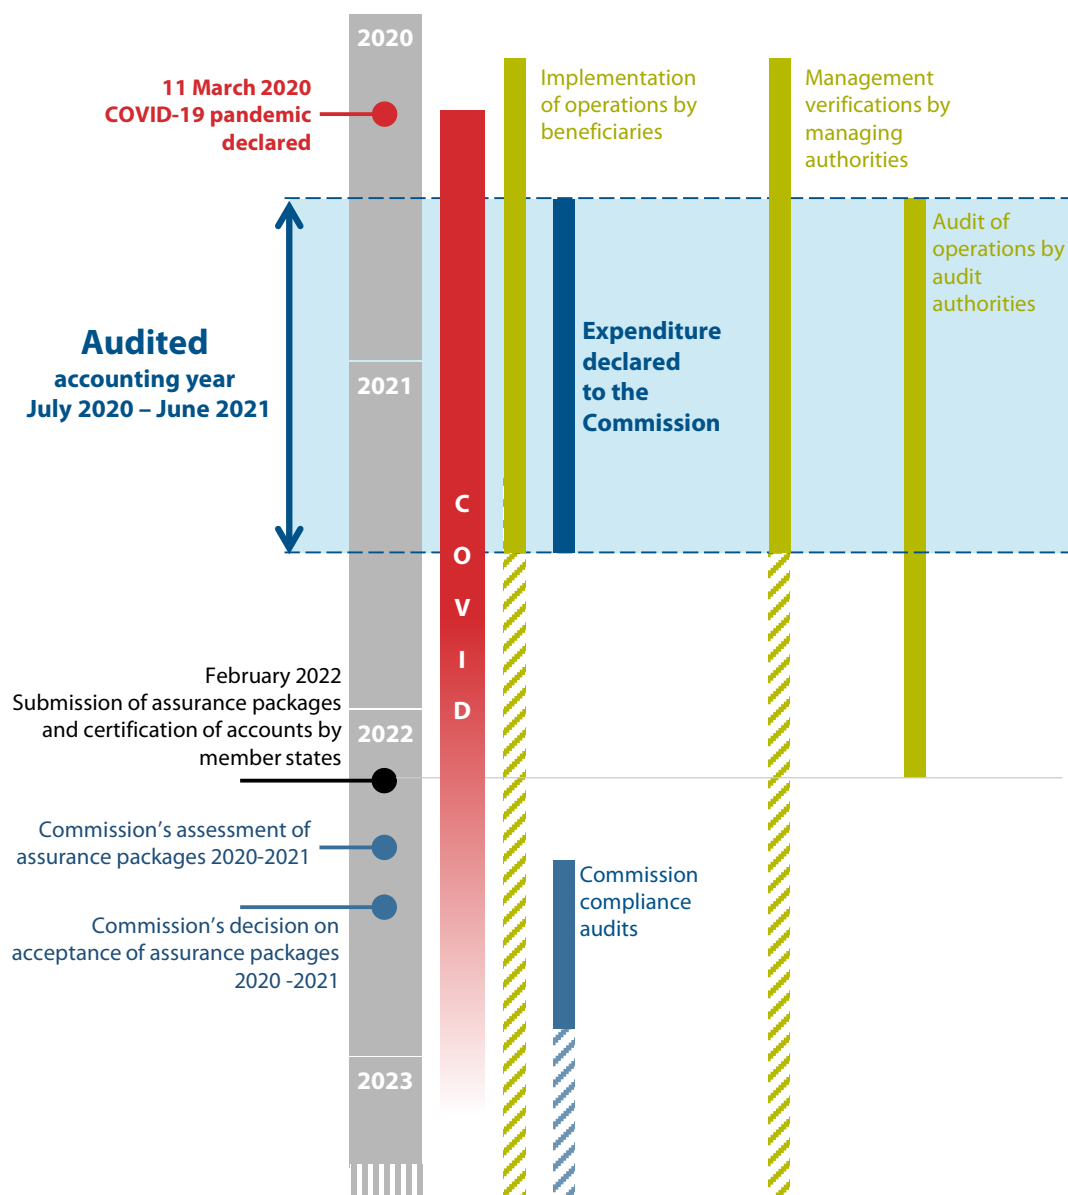 2020
11 March 2020
COVID-19 pandemic
declared
Implementation
of operations by
beneficiaries
Management
verifications by
managing
authorities
Audit of
operations by
audit
authorities
Audited
accounting year
July 2020 – June 2021
Expenditure
declared
to the
Commission
2021
C
O
V
I
D
February 2022
Submission of assurance packages
and certification of accounts by
member states
2022
Commission's assessment of
assurance packages 2020-2021
Commission's decision on
acceptance of assurance packages
2020 -2021
Commission
compliance
audits
2023